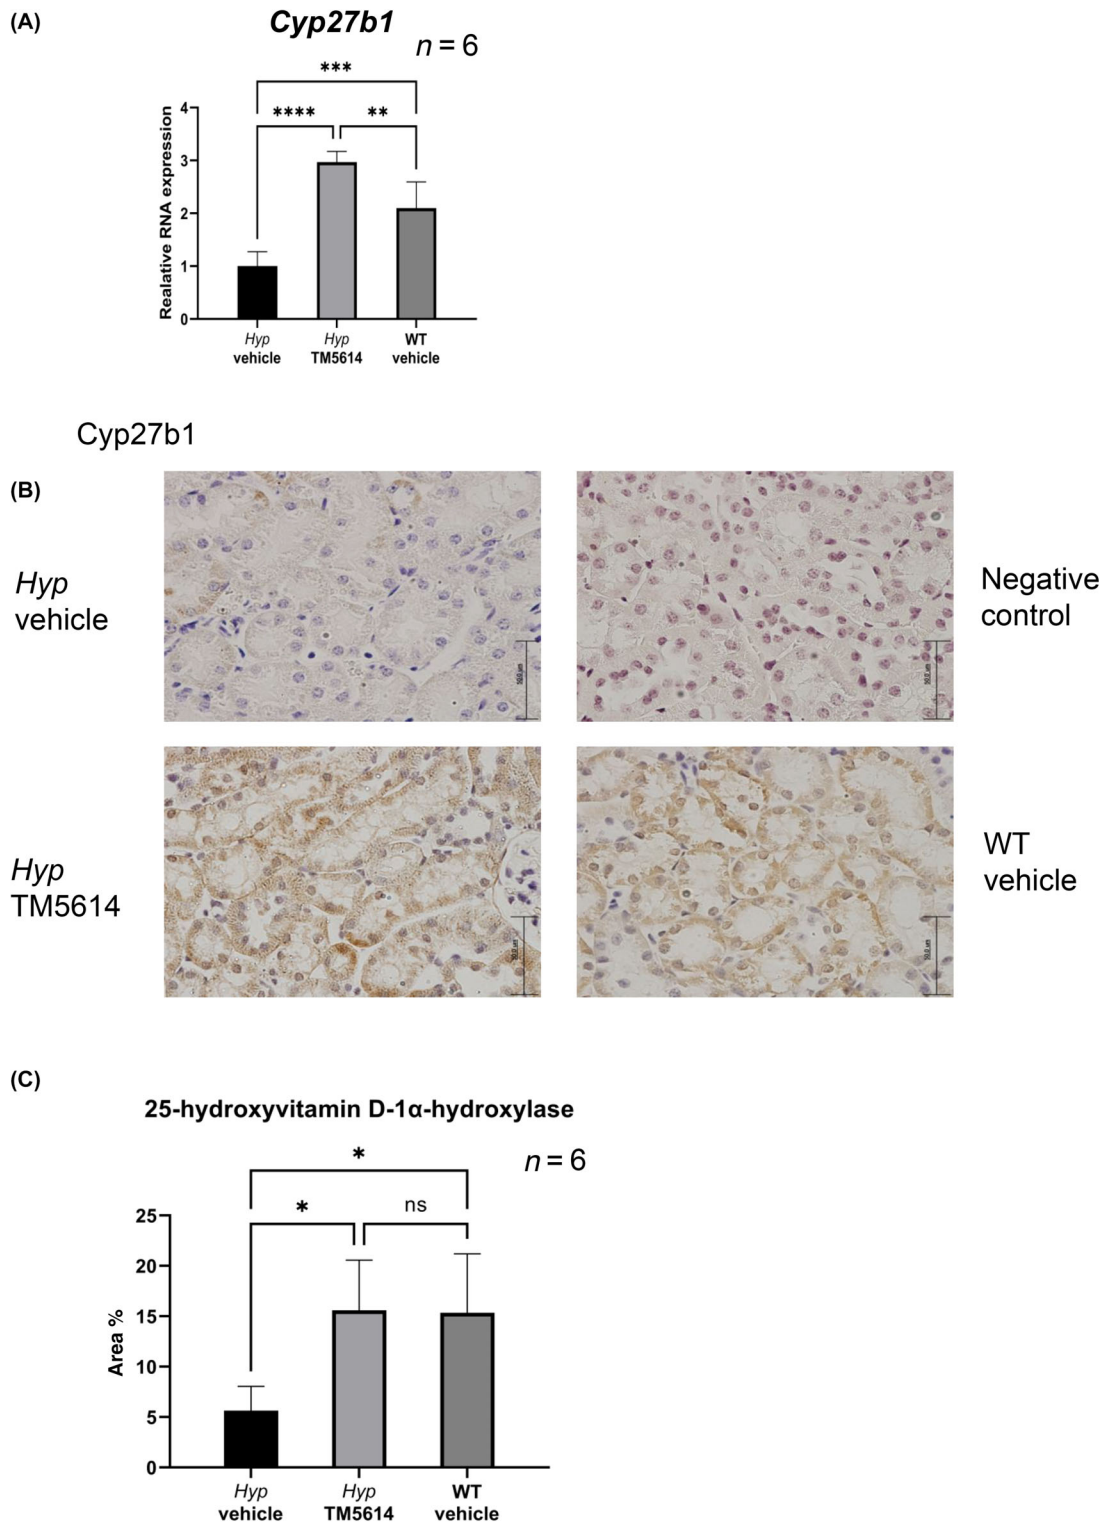 (A)
Cyp27b1
n = 6
***
****
**
Realative RNA expression
4
3
2
1
0
Hyp
vehicle
Hyp
TM5614
WT
vehicle
Cyp27b1
(B)
Hyp
vehicle
Negative
control
Hyp
TM5614
WT
vehicle
(C)
25-hydroxyvitamin D-1α-hydroxylase
n = 6
*
*
ns
Area %
25
20
15
10
5
0
Hyp
vehicle
Hyp
TM5614
WT
vehicle